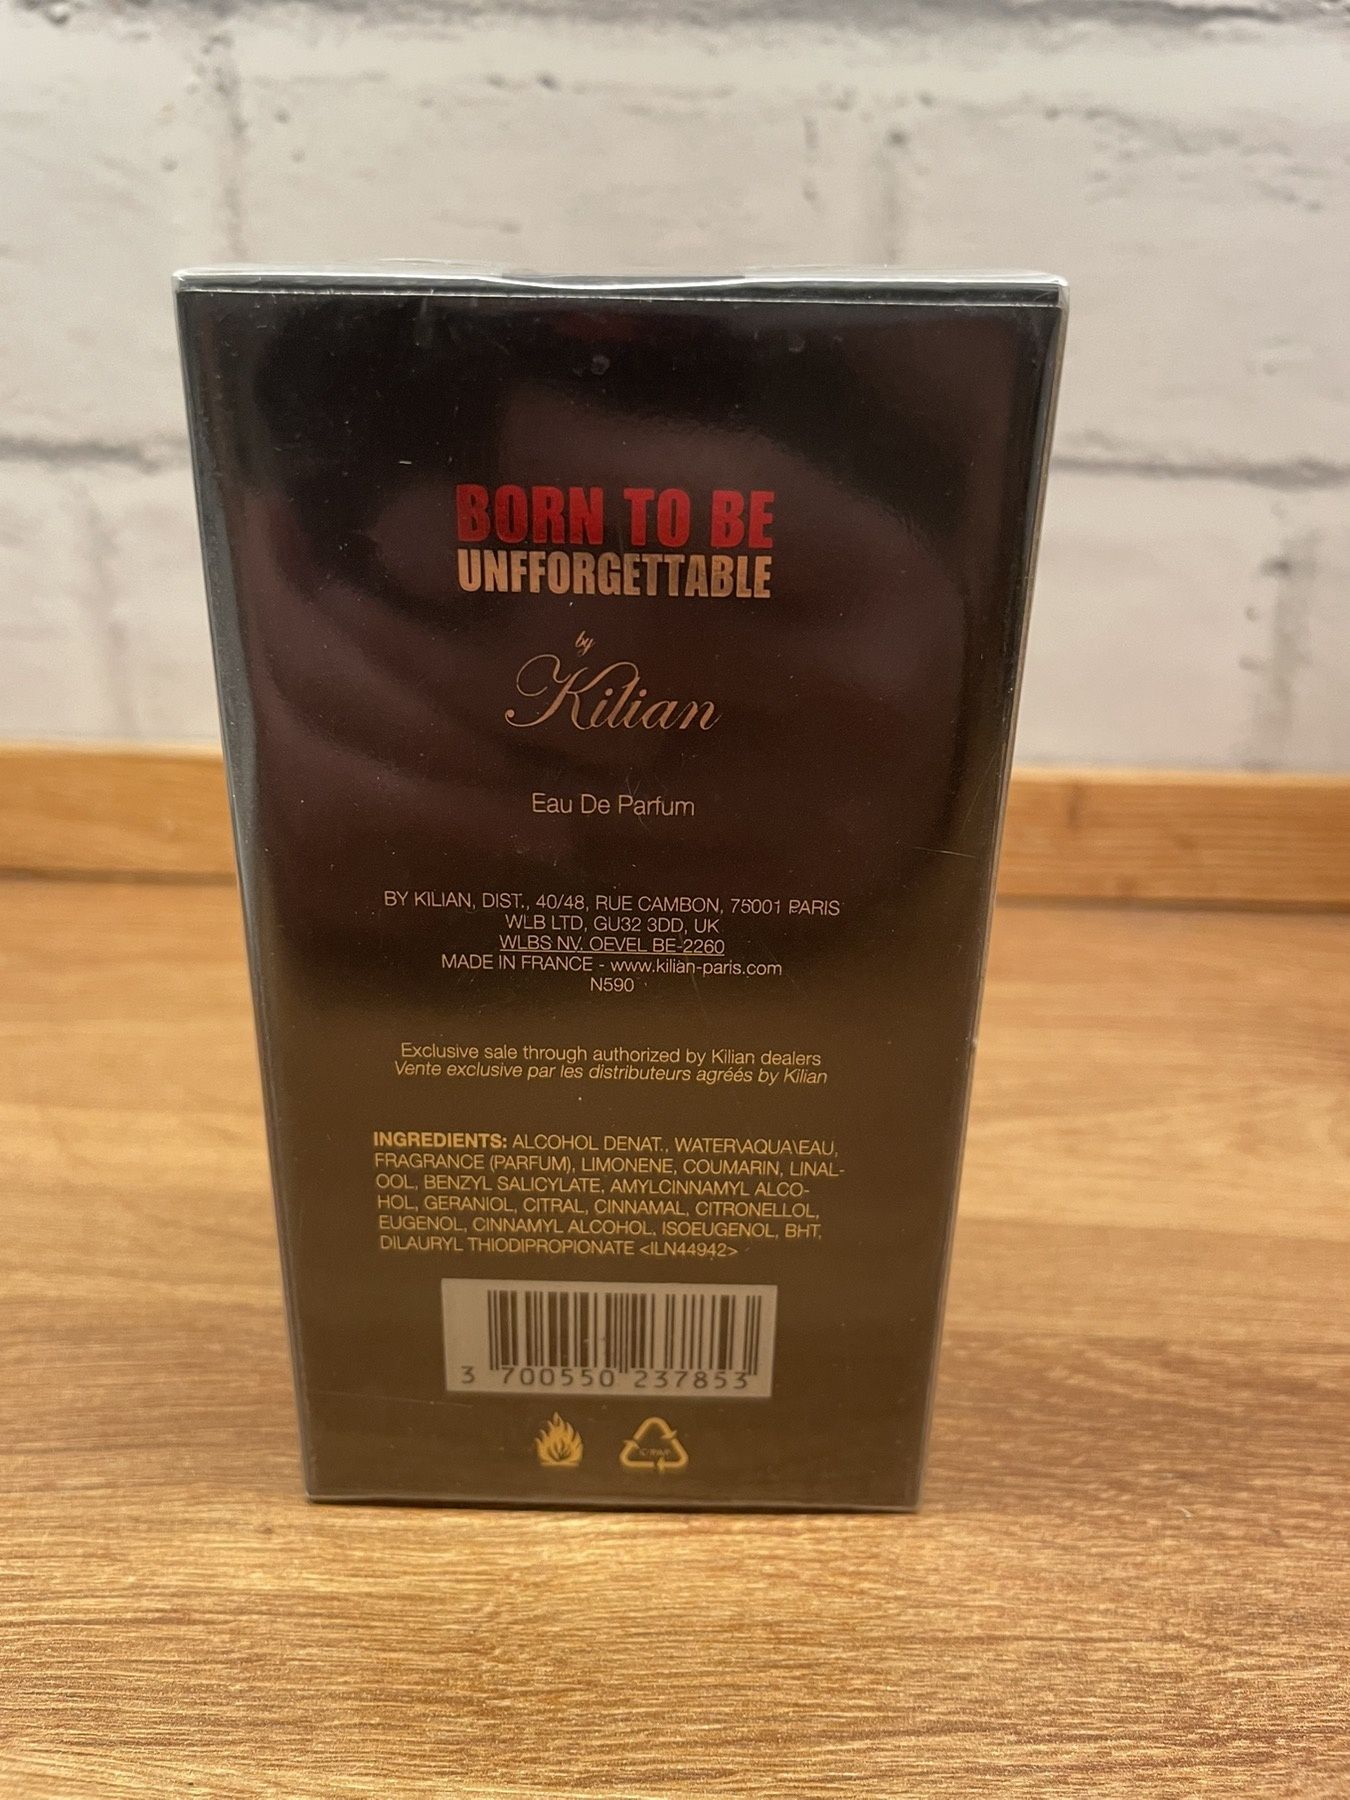 BORN TO BE
UNFFORGETTABLE
by
Kilian
Eau De Parfum
BY KILIAN, DIST., 40/48, RUE CAMBON, 75001 PARIS
WLB LTD, GU32 3DD, UK
WLBS NV. OEVEL BE-2260
MADE IN FRANCE - www.kilian-paris.com
N590
Exclusive sale through authorized by Kilian dealers
Vente exclusive par les distributeurs agréés by Kilian
INGREDIENTS: ALCOHOL DENAT., WATER\AQUA\EAU,
FRAGRANCE (PARFUM), LIMONENE, COUMARIN, LINAL-
OOL, BENZYL SALICYLATE, AMYLCINNAMYL ALCO-
HOL, GERANIOL, CITRAL, CINNAMAL, CITRONELLOL,
EUGENOL, CINNAMYL ALCOHOL, ISOEUGENOL, BHT,
DILAURYL THIODIPROPIONATE <ILN44942>
3 700550 237853